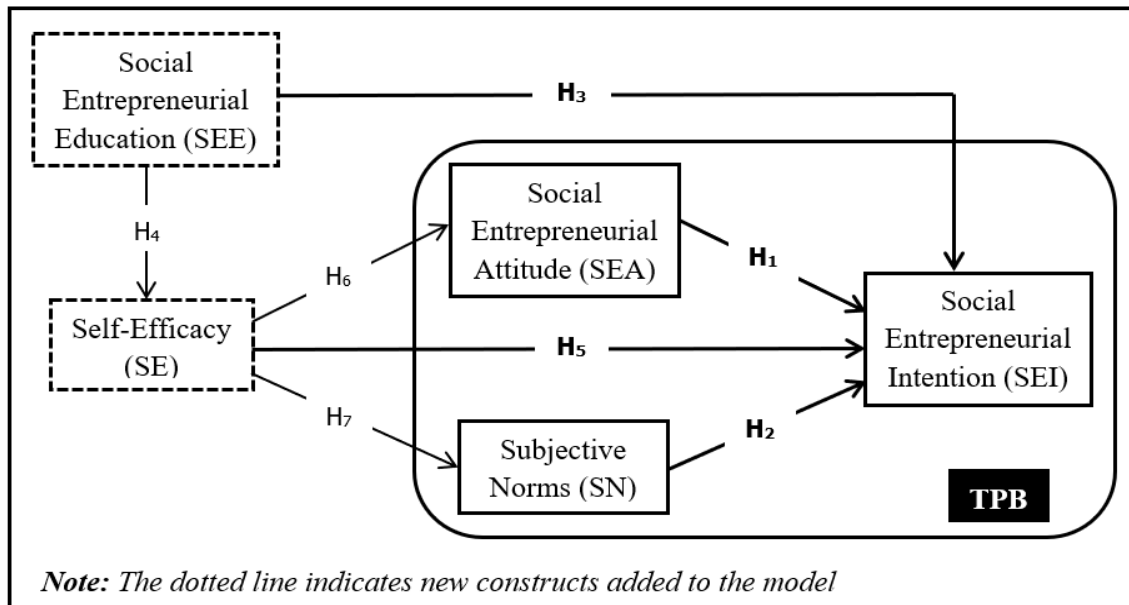 Social
Entrepreneurial
Education (SEE)
H₃
H₄
Social
Entrepreneurial
Attitude (SEA)
H₆
H₁
Self-Efficacy
(SE)
H₅
Social
Entrepreneurial
Intention (SEI)
H₇
H₂
Subjective
Norms (SN)
TPB
Note: The dotted line indicates new constructs added to the model